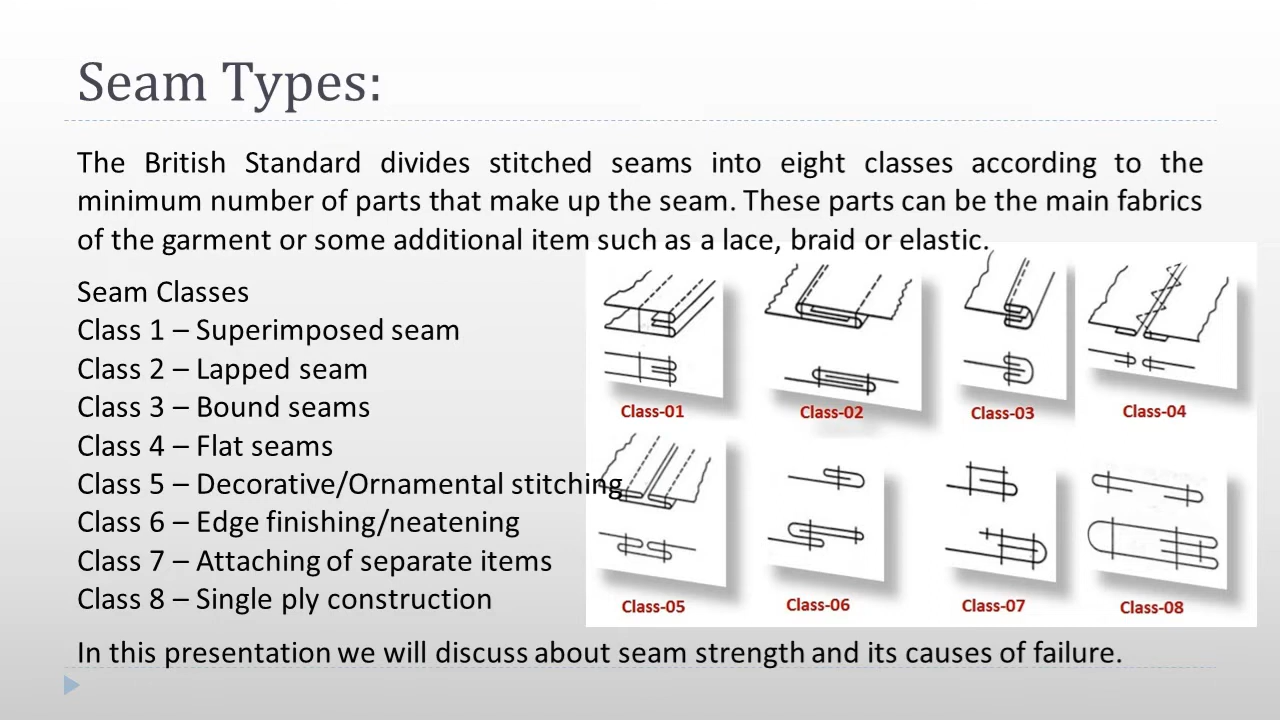 Seam Types:
The British Standard divides stitched seams into eight classes according to the
minimum number of parts that make up the seam. These parts can be the main fabrics
of the garment or some additional item such as a lace, braid or elastic.
Seam Classes
Class 1 – Superimposed seam
Class 2 – Lapped seam
Class 3 – Bound seams
Class 4 – Flat seams
Class 5 – Decorative/Ornamental stitching
Class 6 – Edge finishing/neatening
Class 7 – Attaching of separate items
Class 8 – Single ply construction
Class-01
Class-02
Class-03
Class-04
Class-05
Class-06
Class-07
Class-08
In this presentation we will discuss about seam strength and its causes of failure.